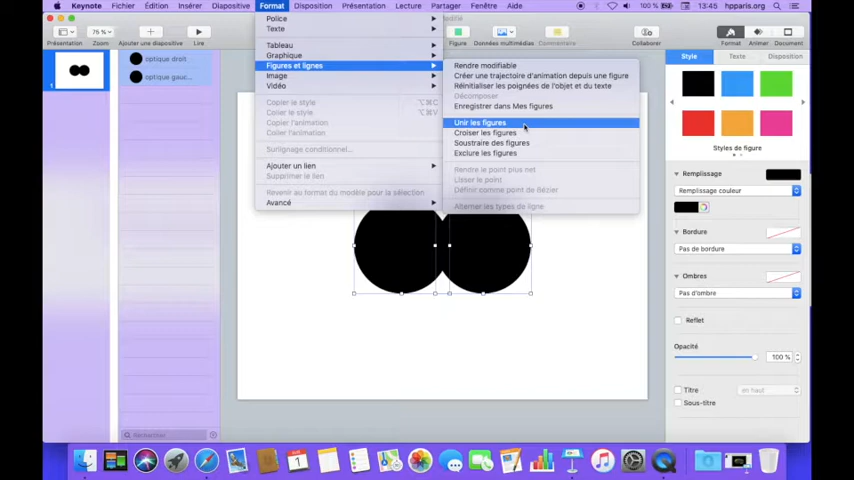 Keynote Fichier Édition Insérer Diapositive Format Disposition Présentation Lecture Partager Fenêtre Aide 100 % 13:45 hpparis.com
Modifié
76 %
Présentation Zoom Ajouter une diapositive Lire
Figure Données multimédias Commentaire Collaborer Format Animer Document
1
optique droit
optique gauc...
Rechercher
Police
Texte
Tableau
Graphique
Figures et lignes
Image
Vidéo
Copier le style ⌥⌘C
Coller le style ⌥⌘V
Copier l'animation
Coller l'animation
Surlignage conditionnel...
Ajouter un lien
Supprimer le lien
Revenir au format du modèle pour la sélection
Avancé
Rendre modifiable
Créer une trajectoire d'animation depuis une figure
Réinitialiser les poignées de l'objet et du texte
Décomposer
Enregistrer dans Mes figures
Unir les figures
Croiser les figures
Soustraire des figures
Exclure les figures
Rendre le point plus net
Lisser le point
Définir comme point de Bézier
Alterner les types de ligne
Style Texte Disposition
Styles de figure
Remplissage
Remplissage couleur
Bordure
Pas de bordure
Ombres
Pas d'ombre
Reflet
Opacité
100 %
Titre en haut
Sous-titre
1